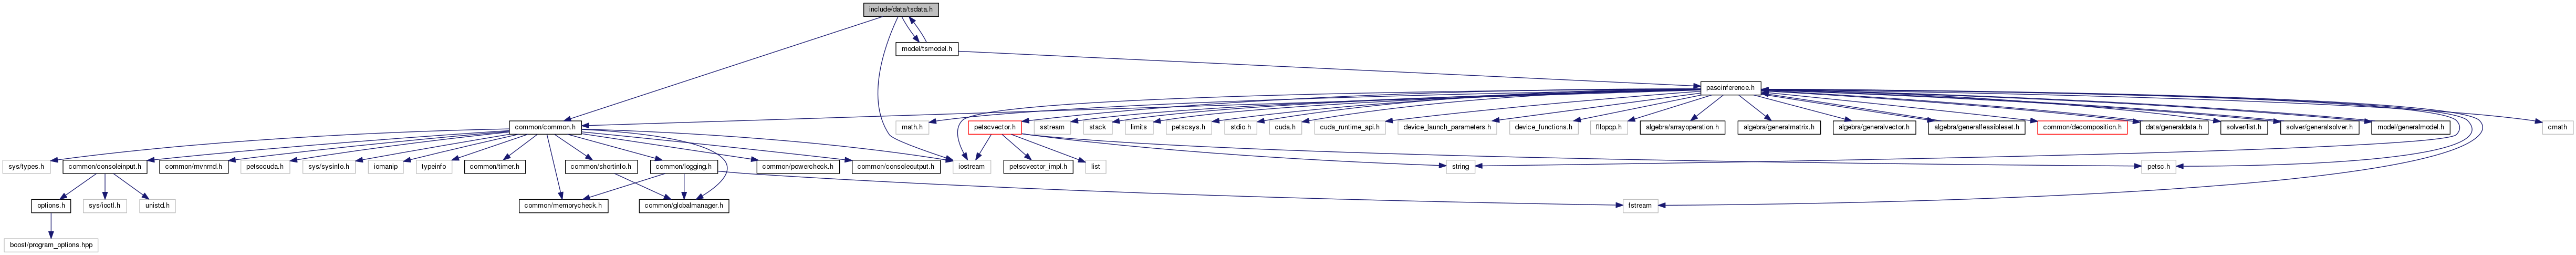 include/data/tsdata.h
model/tsmodel.h
pascinference.h
common/common.h
math.h
petscvector.h
sstream
stack
limits
petscsys.h
stdio.h
cuda.h
cuda_runtime_api.h
device_launch_parameters.h
device_functions.h
fllopqp.h
algebra/arrayoperation.h
algebra/generalmatrix.h
algebra/generalvector.h
algebra/generalfeasibleset.h
common/decomposition.h
data/generaldata.h
solver/list.h
solver/generalsolver.h
model/generalmodel.h
cmath
sys/types.h
common/consoleinput.h
common/mvnrnd.h
petsccuda.h
sys/sysinfo.h
iomanip
typeinfo
common/timer.h
common/shortinfo.h
common/logging.h
common/powercheck.h
common/consoleoutput.h
iostream
petscvector_impl.h
list
string
petsc.h
options.h
sys/ioctl.h
unistd.h
common/memorycheck.h
common/globalmanager.h
fstream
boost/program_options.hpp